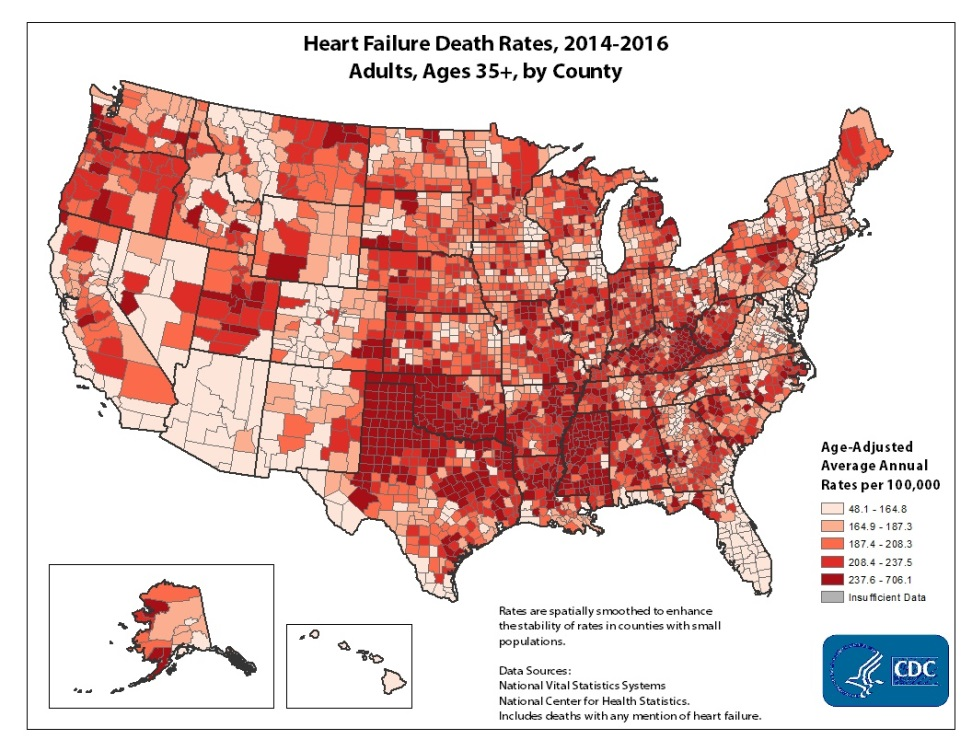 Heart Failure Death Rates, 2014-2016
Adults, Ages 35+, by County
Age-Adjusted
Average Annual
Rates per 100,000
48.1 - 164.8
164.9 - 187.3
187.4 - 208.3
208.4 - 237.5
237.6 - 706.1
Insufficient Data
Rates are spatially smoothed to enhance
the stability of rates in counties with small
populations.
Data Sources:
National Vital Statistics Systems
National Center for Health Statistics.
Includes deaths with any mention of heart failure.
CDC